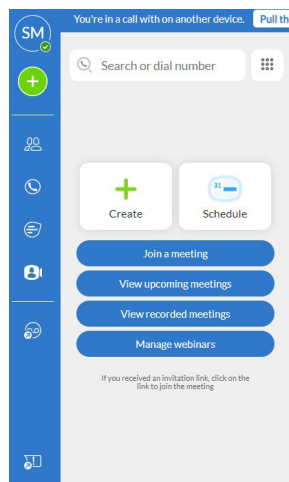 You're in a call with on another device. Pull th
SM
Search or dial number
31
Create Schedule
Join a meeting
View upcoming meetings
View recorded meetings
Manage webinars
If you received an invitation link, click on the
link to join the meeting